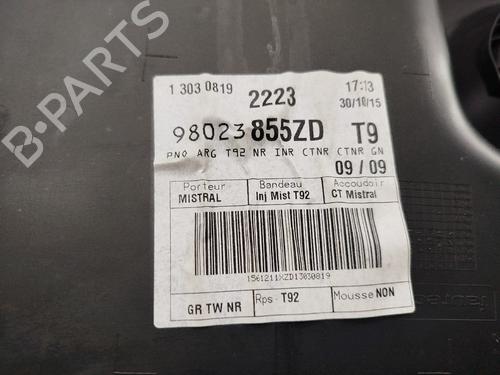 1 303 0819
17:13
2223
30/10/15
98023 855ZD T9
PNO ARG T92 NR INR CTNR CTNR GN
09 / 09
Porteur
MISTRAL
Bandeau
Inj Mist T92
Accoudoir
CT Mistral
GR TW NR
Rps - T92
Mousse NON
B-PARTS